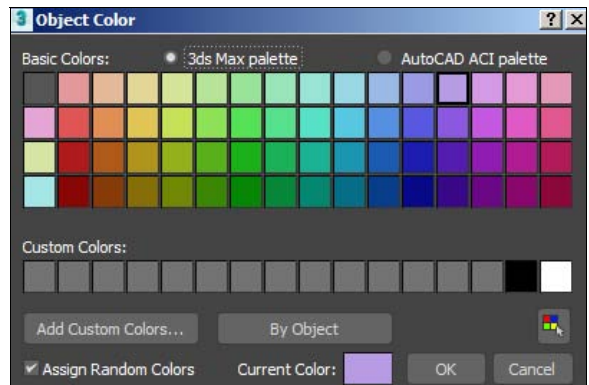 3 Object Color ? X
Basic Colors: 3ds Max palette AutoCAD ACI palette
Custom Colors:
Add Custom Colors... By Object
Assign Random Colors Current Color: OK Cancel